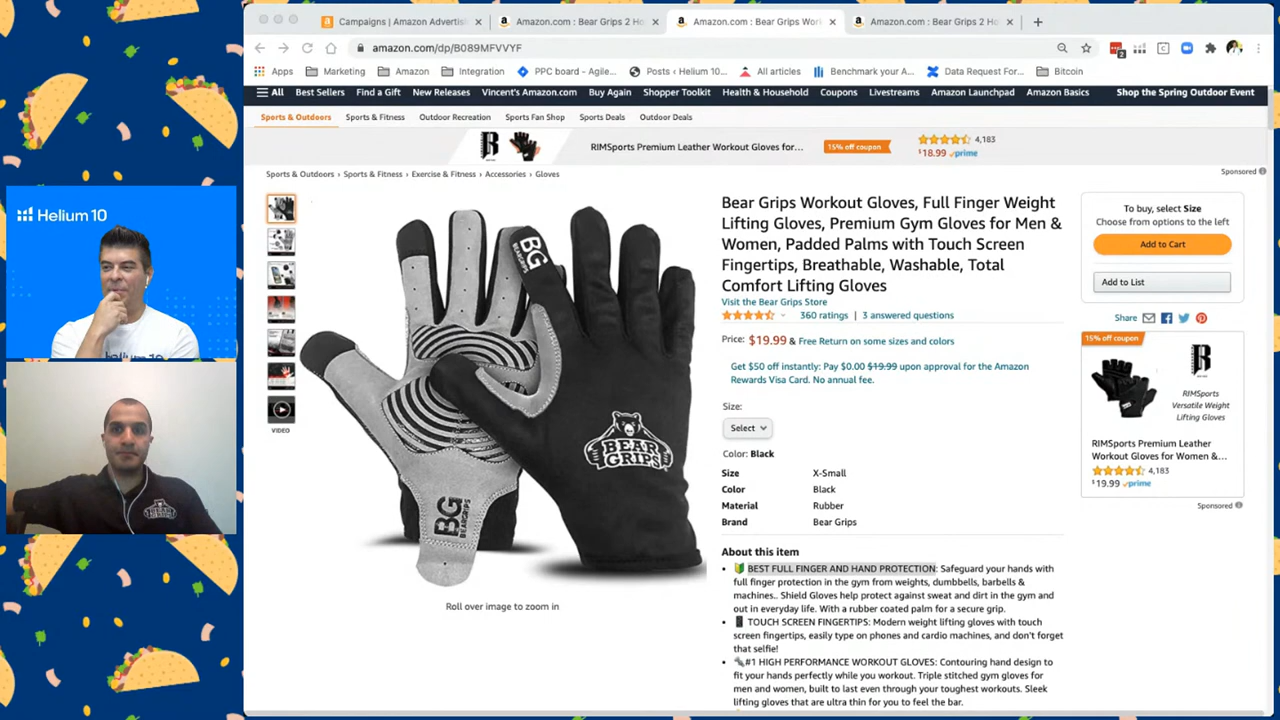 Campaigns | Amazon Advertisi
Amazon.com : Bear Grips 2 Ho
Amazon.com : Bear Grips Wor
Amazon.com : Bear Grips 2 Ho
amazon.com/dp/B089MFVVYF
2
Apps
Marketing
Amazon
Integration
PPC board - Agile...
Posts ‹ Helium 10...
All articles
Benchmark your A...
Data Request For...
Bitcoin
All
Best Sellers
Find a Gift
New Releases
Vincent's Amazon.com
Buy Again
Shopper Toolkit
Health & Household
Coupons
Livestreams
Amazon Launchpad
Amazon Basics
Shop the Spring Outdoor Event
Sports & Outdoors
Sports & Fitness
Outdoor Recreation
Sports Fan Shop
Sports Deals
Outdoor Deals
RIMSports Premium Leather Workout Gloves for...
15% off coupon
4,183
$18.99 prime
Sponsored
Sports & Outdoors › Sports & Fitness › Exercise & Fitness › Accessories › Gloves
Helium 10
helium 10
VIDEO
BG
BEARGRIPS
BEAR
GRIPS
BG
BEARGRIPS
Roll over image to zoom in
Bear Grips Workout Gloves, Full Finger Weight
Lifting Gloves, Premium Gym Gloves for Men &
Women, Padded Palms with Touch Screen
Fingertips, Breathable, Washable, Total
Comfort Lifting Gloves
Visit the Bear Grips Store
360 ratings | 3 answered questions
Price: $19.99 & Free Return on some sizes and colors
Get $50 off instantly: Pay $0.00 $19.99 upon approval for the Amazon
Rewards Visa Card. No annual fee.
Size:
Select
Color: Black
Size X-Small
Color Black
Material Rubber
Brand Bear Grips
About this item
BEST FULL FINGER AND HAND PROTECTION: Safeguard your hands with
full finger protection in the gym from weights, dumbbells, barbells &
machines.. Shield Gloves help protect against sweat and dirt in the gym and
out in everyday life. With a rubber coated palm for a secure grip.
TOUCH SCREEN FINGERTIPS: Modern weight lifting gloves with touch
screen fingertips, easily type on phones and cardio machines, and don't forget
that selfie!
#1 HIGH PERFORMANCE WORKOUT GLOVES: Contouring hand design to
fit your hands perfectly while you workout. Triple stitched gym gloves for
men and women, built to last even through your toughest workouts. Sleek
lifting gloves that are ultra thin for you to feel the bar.
To buy, select Size
Choose from options to the left
Add to Cart
Add to List
Share
15% off coupon
RIMSports
Versatile Weight
Lifting Gloves
RIMSports Premium Leather
Workout Gloves for Women &...
4,183
$19.99 prime
Sponsored